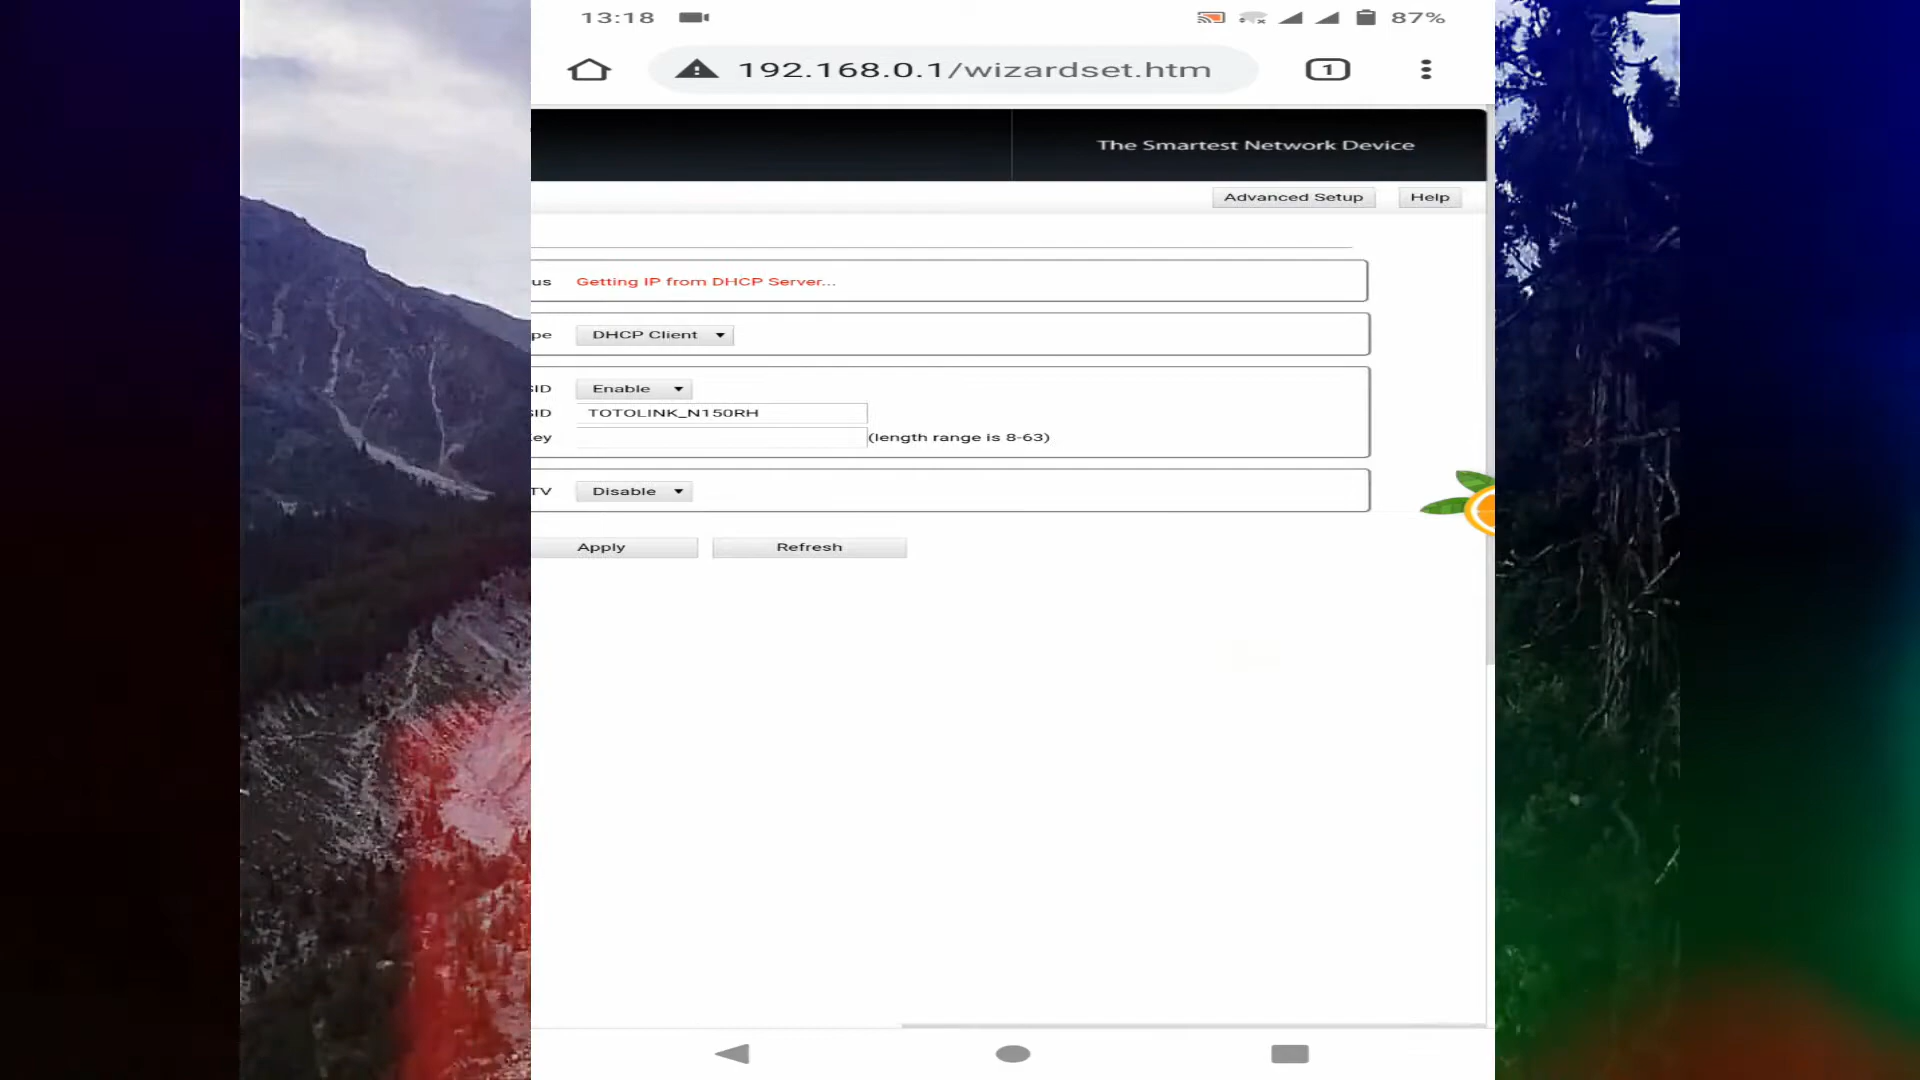 13:18 87%
192.168.0.1/wizardset.htm 1
The Smartest Network Device
Advanced Setup Help
us Getting IP from DHCP Server...
pe DHCP Client
SID Enable
SID TOTOLINK_N150RH
ey (length range is 8-63)
TV Disable
Apply Refresh